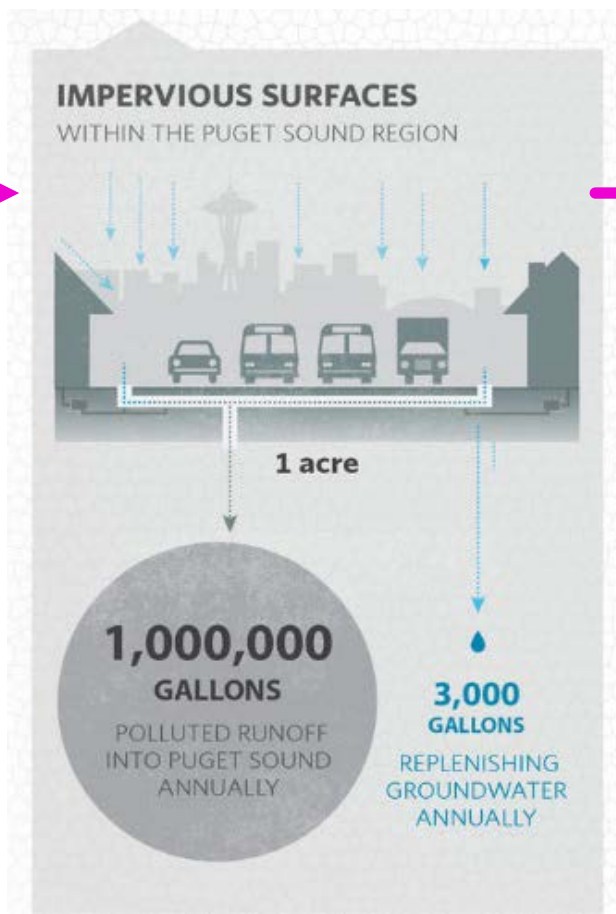 IMPERVIOUS SURFACES
WITHIN THE PUGET SOUND REGION
1 acre
1,000,000
GALLONS
POLLUTED RUNOFF
INTO PUGET SOUND
ANNUALLY
3,000
GALLONS
REPLENISHING
GROUNDWATER
ANNUALLY